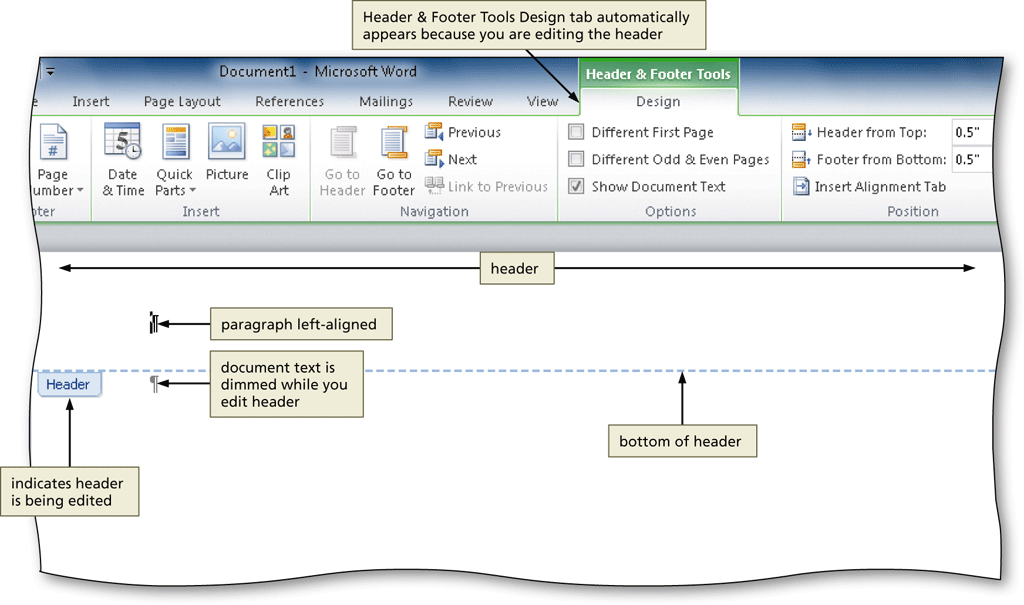 Header & Footer Tools Design tab automatically
appears because you are editing the header
Document1 - Microsoft Word
Header & Footer Tools
e Insert Page Layout References Mailings Review View Design
Page
umber
Date
& Time
Quick
Parts
Picture
Clip
Art
Go to
Header
Go to
Footer
Previous
Next
Link to Previous
Different First Page
Different Odd & Even Pages
Show Document Text
Header from Top: 0.5"
Footer from Bottom: 0.5"
Insert Alignment Tab
oter Insert Navigation Options Position
header
paragraph left-aligned
document text is
dimmed while you
edit header
Header
bottom of header
indicates header
is being edited